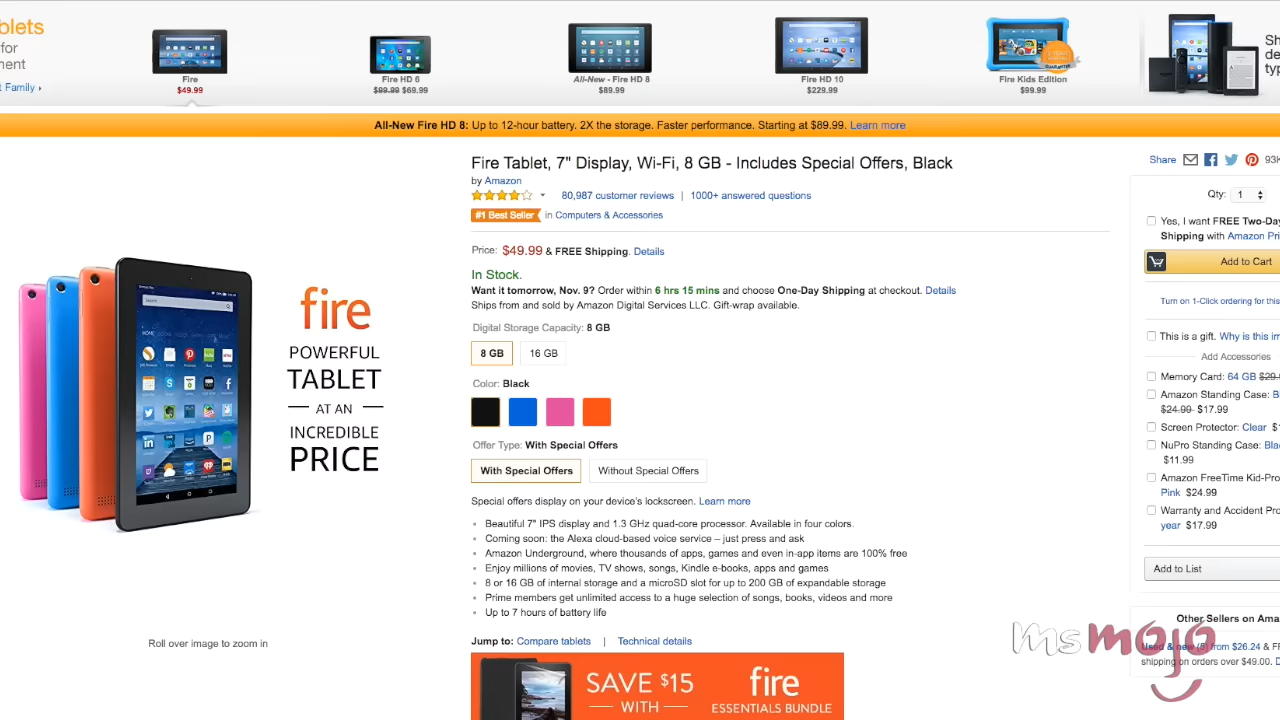 blets
for
ment
t Family ›
Fire
$49.99
Fire HD 6
$99.99 $69.99
All-New - Fire HD 8
$89.99
Fire HD 10
$229.99
Fire Kids Edition
$99.99
Sh
de
typ
All-New Fire HD 8: Up to 12-hour battery. 2X the storage. Faster performance. Starting at $89.99. Learn more
Fire Tablet, 7" Display, Wi-Fi, 8 GB - Includes Special Offers, Black
by Amazon
80,987 customer reviews | 1000+ answered questions
#1 Best Seller in Computers & Accessories
Price: $49.99 & FREE Shipping. Details
In Stock.
Want it tomorrow, Nov. 9? Order within 6 hrs 15 mins and choose One-Day Shipping at checkout. Details
Ships from and sold by Amazon Digital Services LLC. Gift-wrap available.
Digital Storage Capacity: 8 GB
8 GB 16 GB
Color: Black
Offer Type: With Special Offers
With Special Offers Without Special Offers
Special offers display on your device's lockscreen. Learn more
Beautiful 7" IPS display and 1.3 GHz quad-core processor. Available in four colors.
Coming soon: the Alexa cloud-based voice service – just press and ask
Amazon Underground, where thousands of apps, games and even in-app items are 100% free
Enjoy millions of movies, TV shows, songs, Kindle e-books, apps and games
8 or 16 GB of internal storage and a microSD slot for up to 200 GB of expandable storage
Prime members get unlimited access to a huge selection of songs, books, videos and more
Up to 7 hours of battery life
Jump to: Compare tablets | Technical details
SAVE $15
WITH
fire
ESSENTIALS BUNDLE
fire
POWERFUL
TABLET
AT AN
INCREDIBLE
PRICE
Roll over image to zoom in
Share 93K
Qty: 1
Yes, I want FREE Two-Day
Shipping with Amazon Pri
Add to Cart
Turn on 1-Click ordering for this
This is a gift. Why is this im
Add Accessories
Memory Card: 64 GB $29.
Amazon Standing Case: B
$24.99 $17.99
Screen Protector: Clear $1
NuPro Standing Case: Blac
$11.99
Amazon FreeTime Kid-Pro
Pink $24.99
Warranty and Accident Pro
year $17.99
Add to List
Other Sellers on Ama
Used & new (5) from $26.24 & F
shipping on orders over $49.00. D
msmojo